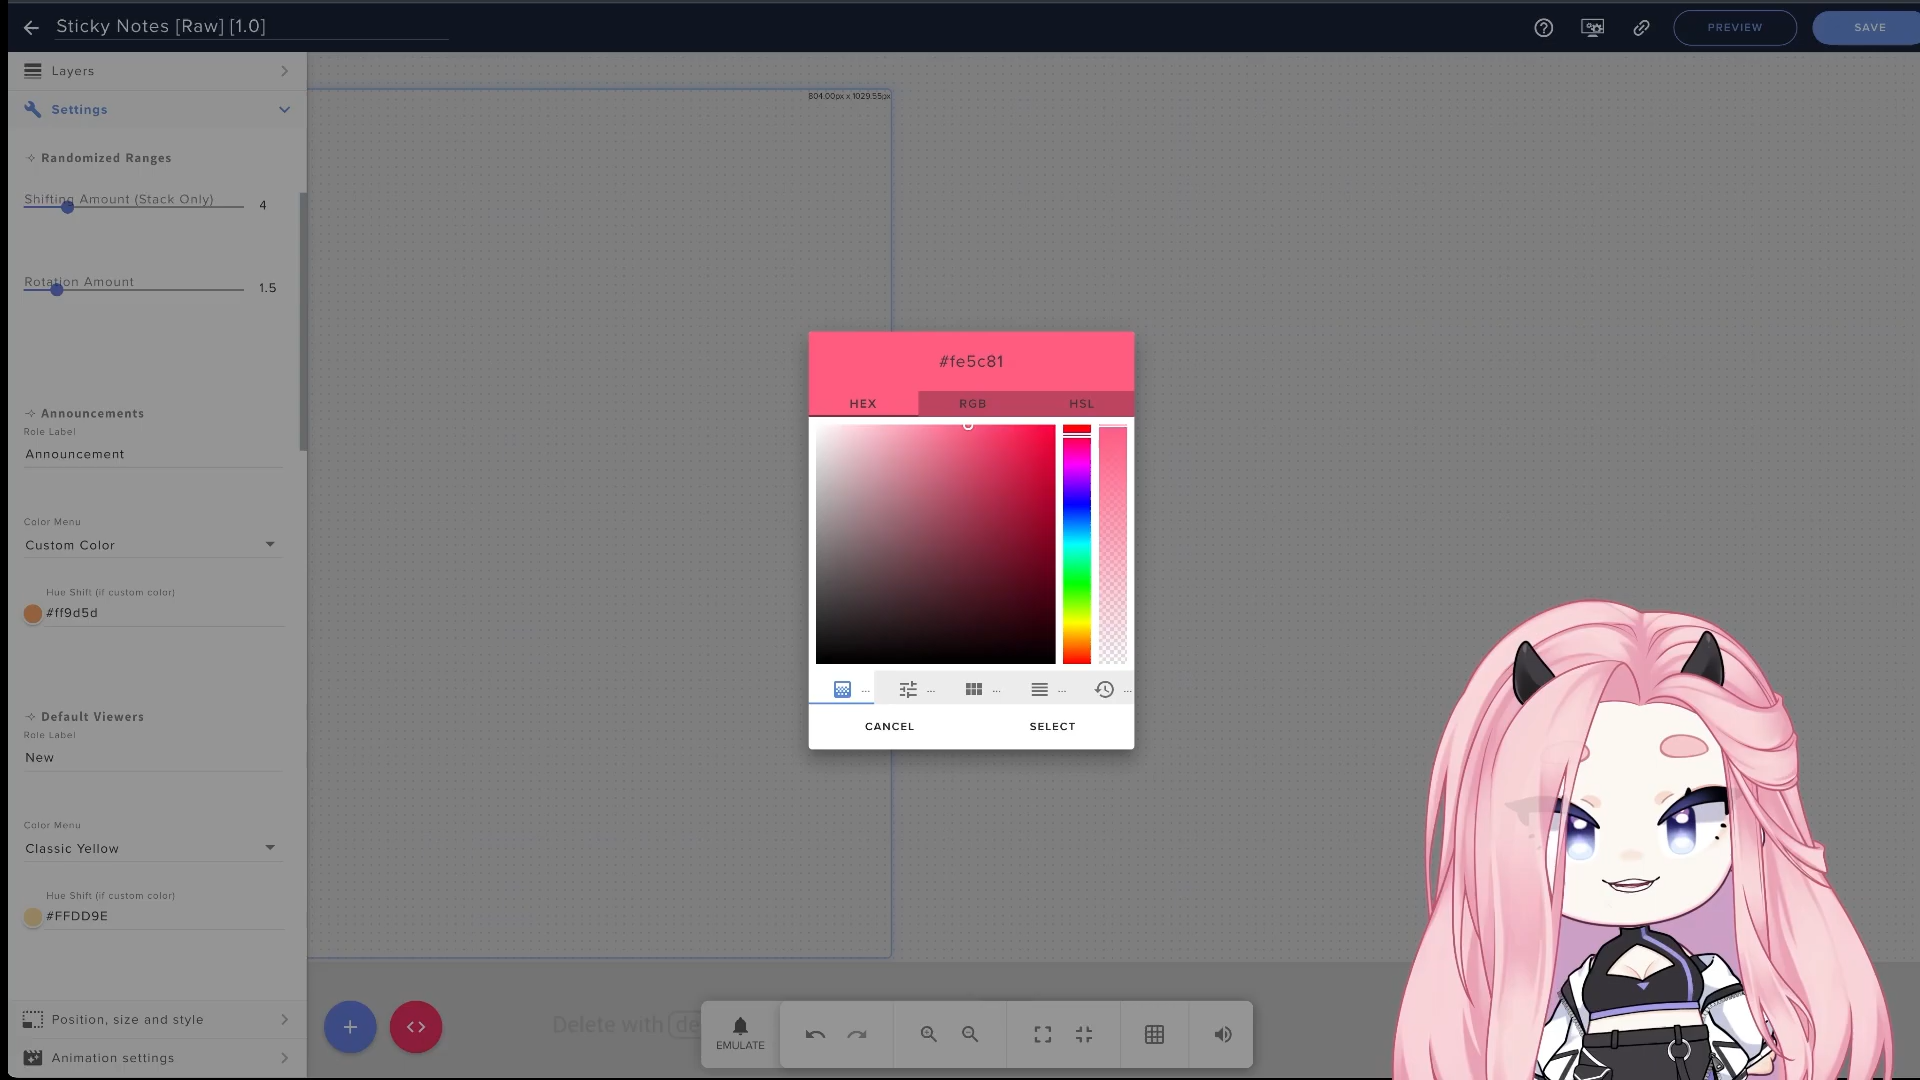 Sticky Notes [Raw] [1.0]
PREVIEW
SAVE
Layers
Settings
804.00px x 1029.55px
Randomized Ranges
Shifting Amount (Stack Only)
4
Rotation Amount
1.5
Announcements
Role Label
Announcement
Color Menu
Custom Color
Hue Shift (if custom color)
#ff9d5d
Default Viewers
Role Label
New
Color Menu
Classic Yellow
Hue Shift (if custom color)
#FFDD9E
Position, size and style
Animation settings
#fe5c81
HEX
RGB
HSL
...
...
...
...
...
CANCEL
SELECT
Delete with de
EMULATE